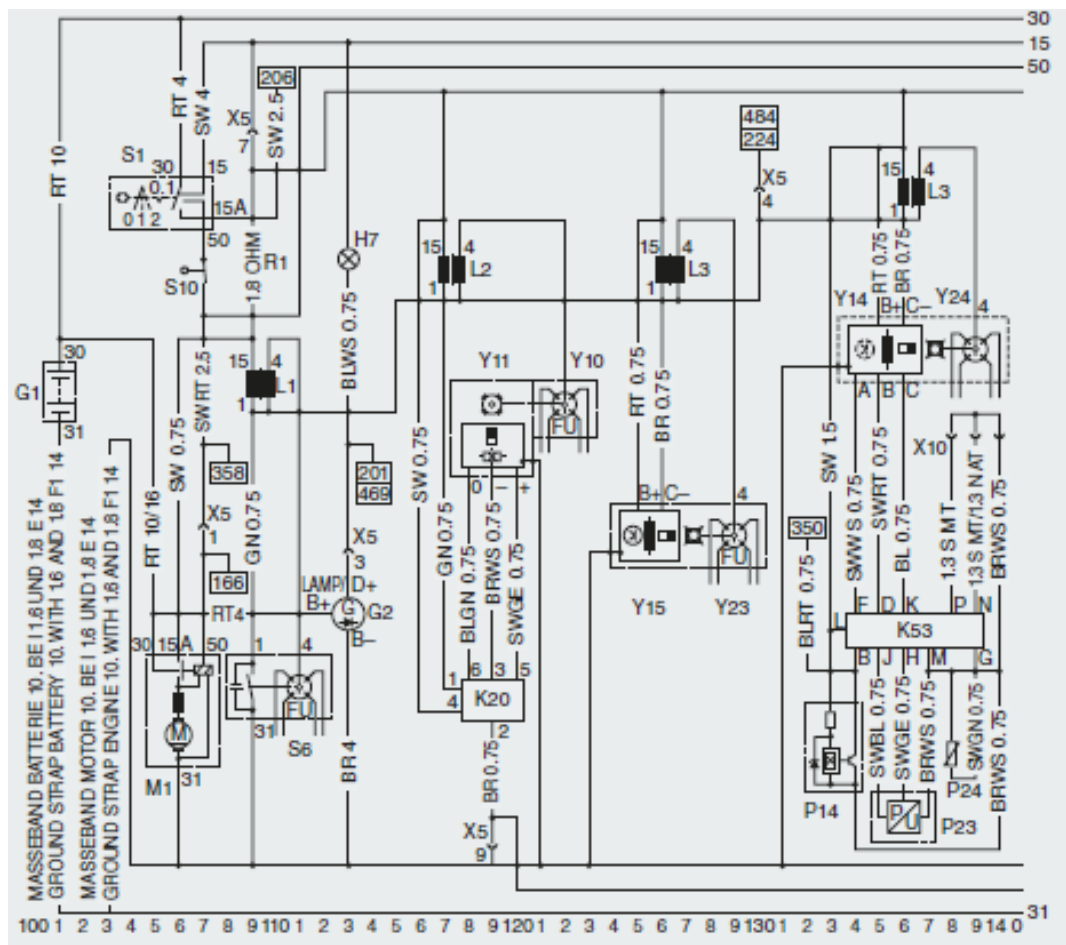 30
15
50
RT 4
SW 4
206
X5
7
SW 2.5
484
224
X5
4
RT 10
S1
30
15
0.1
0 1 2
15A
50
S10
R1
1.8 OHM
H7
15
4
L2
1
15
4
L3
1
15
4
L3
1
RT 0.75
BR 0.75
Y14
B+
C–
Y24
4
A
B
C
30
G1
31
15
4
L1
1
SW 0.75
SWRT 2.5
BLWS 0.75
Y11
Y10
FU
0
–
+
358
201
469
X5
1
166
GN 0.75
X5
3
LAMP/
D+
B+
G
G2
B–
RT4
RT 10/16
SW 0.75
GN 0.75
BLGN 0.75
BRWS 0.75
SWGE 0.75
RT 0.75
BR 0.75
B+
C–
4
FU
Y15
Y23
SW 1.5
SWWS 0.75
SWRT 0.75
BL 0.75
X10
1.3 S MT
1.3 S MT/1.3 N AT
BRWS 0.75
350
BLRT 0.75
F
D
K
P
N
L
K53
B
J
H
M
G
30
15A
50
M
31
M1
1
4
31
FU
S6
BR 4
1
4
6
3
5
K20
2
BR 0.75
X5
9
SWBL 0.75
SWGE 0.75
BRWS 0.75
SWGN 0.75
BRWS 0.75
P14
P
U
P23
P24
MASSEBAND BATTERIE 10. BE I 1.6 UND 1.8 E 14
GROUND STRAP BATTERY 10. WITH 1.6 AND 1.8 F1 14
MASSEBAND MOTOR 10. BE I 1.6 UND 1.8 E 14
GROUND STRAP ENGINE 10. WITH 1.6 AND 1.8 F1 14
31
100 1 2 3 4 5 6 7 8 9 110 1 2 3 4 5 6 7 8 9 120 1 2 3 4 5 6 7 8 9 130 1 2 3 4 5 6 7 8 9 14 0